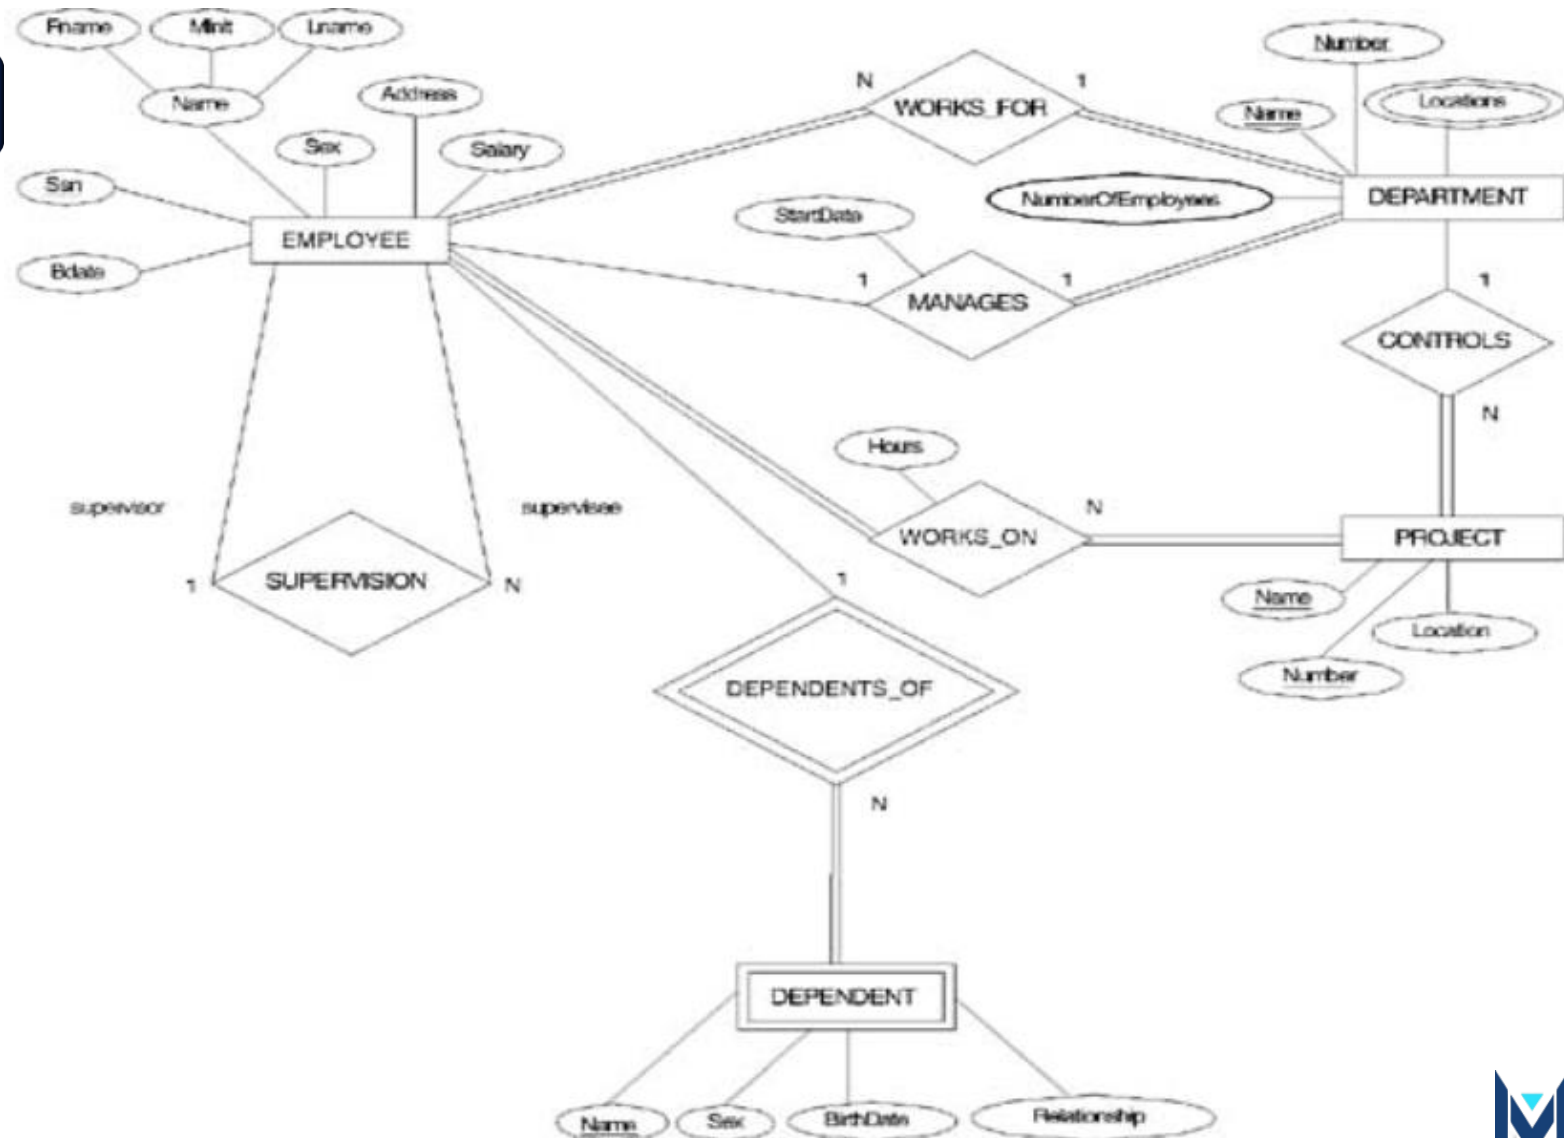 Fname
Minit
Lname
Name
Address
Sex
Salary
Ssn
Bdate
EMPLOYEE
N
WORKS_FOR
1
Number
Name
Locations
NumberOfEmployees
DEPARTMENT
StartDate
1
MANAGES
1
1
CONTROLS
N
Hours
WORKS_ON
N
PROJECT
Name
Number
Location
supervisor
supervisee
1
SUPERVISION
N
1
DEPENDENTS_OF
N
DEPENDENT
Name
Sex
BirthDate
Relationship